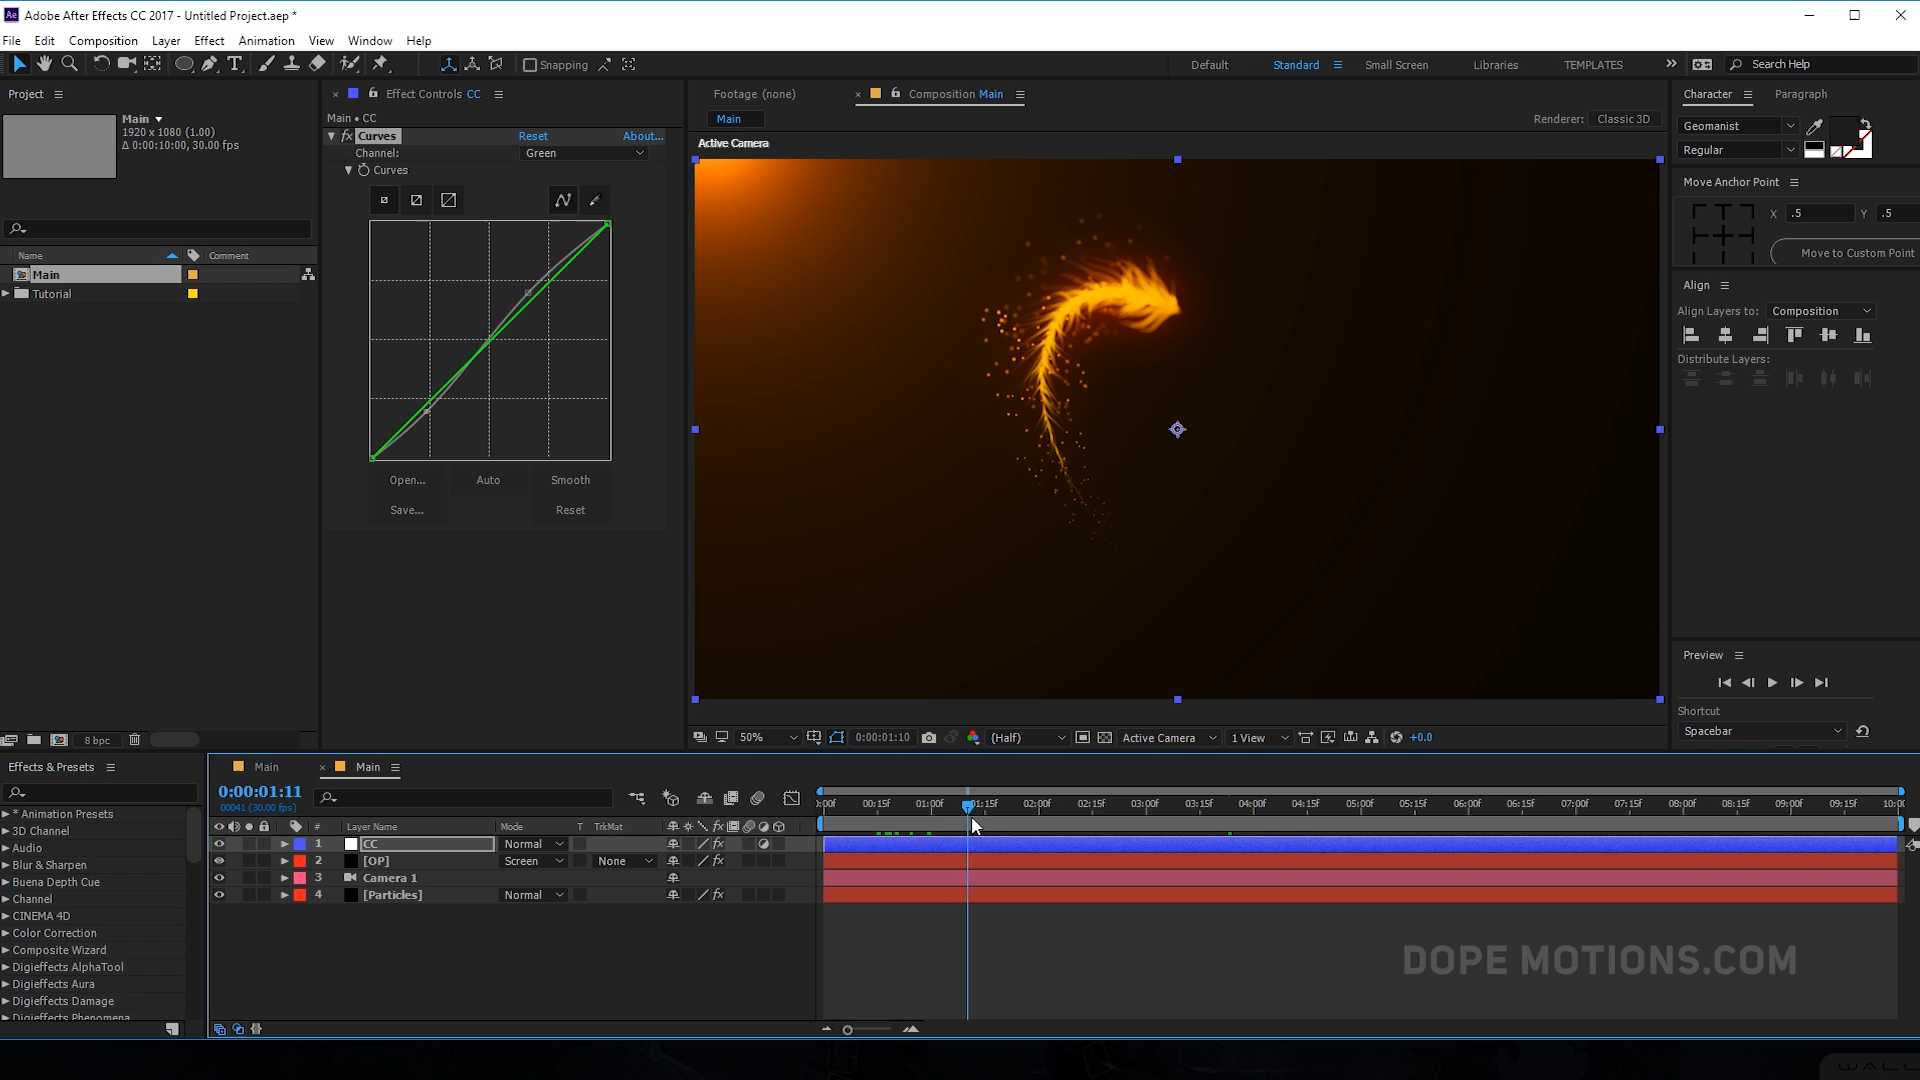 Adobe After Effects CC 2017 - Untitled Project.aep *
File Edit Composition Layer Effect Animation View Window Help
Snapping Default Standard Small Screen Libraries TEMPLATES Search Help
Project
Main
1920 x 1080 (1.00)
Δ 0:00:10:00, 30.00 fps
Name Comment
Main
Tutorial
8 bpc
Effect Controls CC
Main • CC
fx Curves Reset About...
Channel: Green
Curves
Open... Auto Smooth
Save... Reset
Footage (none) Composition Main
Main Renderer: Classic 3D
Active Camera
50% 0:00:01:10 (Half) Active Camera 1 View +0.0
Character Paragraph
Geomanist
Regular
Move Anchor Point
X .5 Y .5
Move to Custom Point
Align
Align Layers to: Composition
Distribute Layers:
Preview
Shortcut
Spacebar
Effects & Presets
* Animation Presets
3D Channel
Audio
Blur & Sharpen
Buena Depth Cue
Channel
CINEMA 4D
Color Correction
Composite Wizard
Digieffects AlphaTool
Digieffects Aura
Digieffects Damage
Digieffects Phenomena
Main Main
0:00:01:11
00041 (30.00 fps)
:00f 00:15f 01:00f 01:15f 02:00f 02:15f 03:00f 03:15f 04:00f 04:15f 05:00f 05:15f 06:00f 06:15f 07:00f 07:15f 08:00f 08:15f 09:00f 09:15f 10:00
# Layer Name Mode T TrkMat
1 CC Normal
2 [OP] Screen None
3 Camera 1
4 [Particles] Normal
DOPE MOTIONS.COM